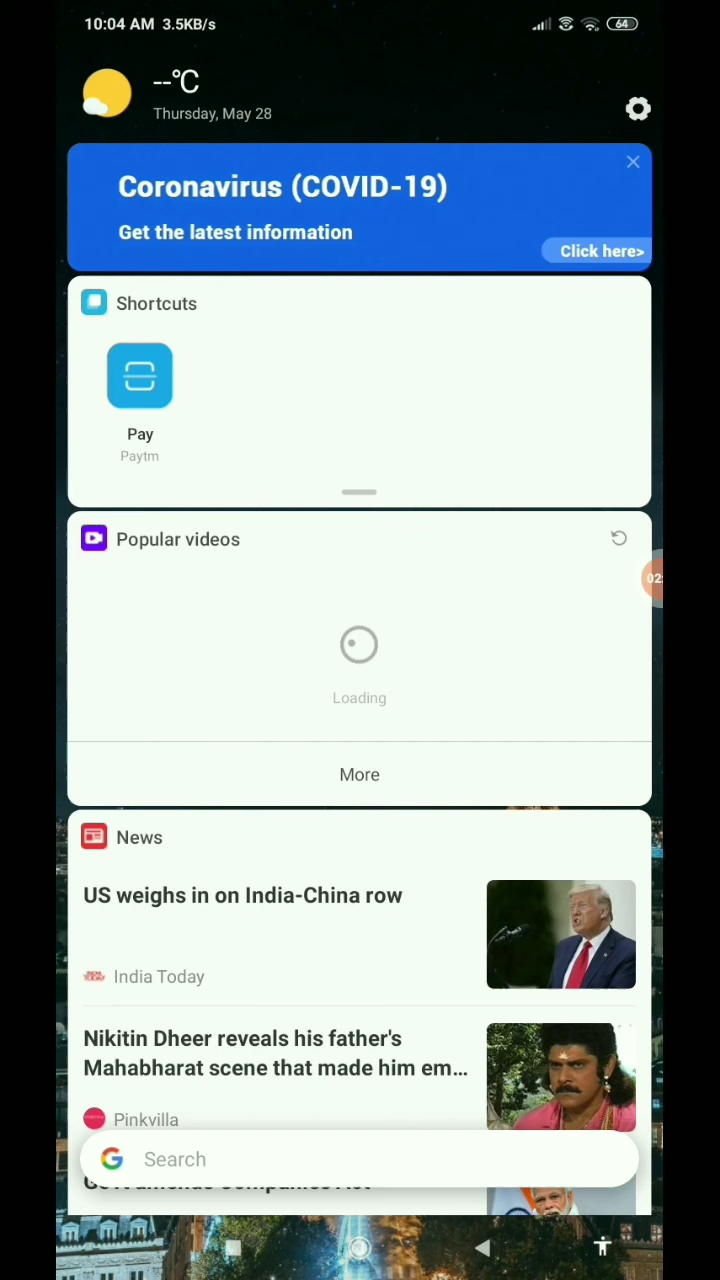 10:04 AM 3.5KB/s
64
--°C
Thursday, May 28
Coronavirus (COVID-19)
Get the latest information
Click here>
Shortcuts
Pay
Paytm
Popular videos
02:
Loading
More
News
US weighs in on India-China row
India Today
Nikitin Dheer reveals his father's
Mahabharat scene that made him em...
Pinkvilla
Search